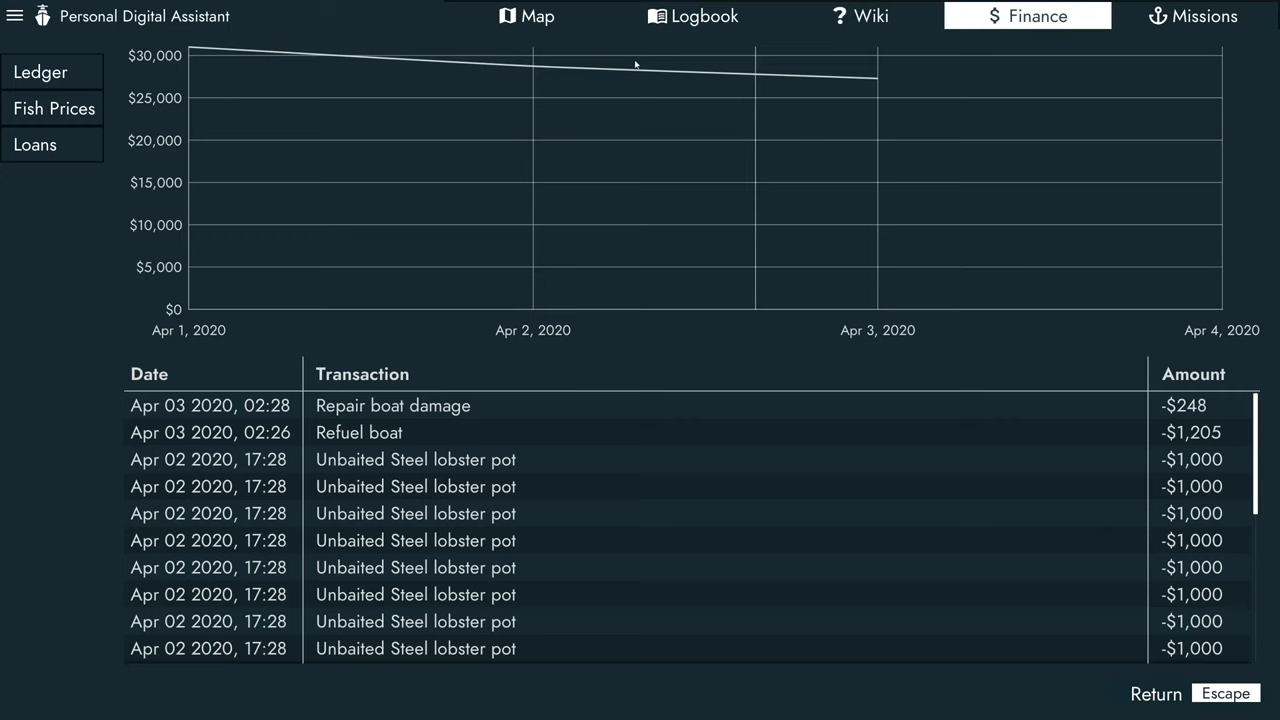 Personal Digital Assistant
Map
Logbook
? Wiki
$ Finance
Missions
Ledger
Fish Prices
Loans
$30,000
$25,000
$20,000
$15,000
$10,000
$5,000
$0
Apr 1, 2020
Apr 2, 2020
Apr 3, 2020
Apr 4, 2020
Date Transaction Amount
Apr 03 2020, 02:28 Repair boat damage -$248
Apr 03 2020, 02:26 Refuel boat -$1,205
Apr 02 2020, 17:28 Unbaited Steel lobster pot -$1,000
Apr 02 2020, 17:28 Unbaited Steel lobster pot -$1,000
Apr 02 2020, 17:28 Unbaited Steel lobster pot -$1,000
Apr 02 2020, 17:28 Unbaited Steel lobster pot -$1,000
Apr 02 2020, 17:28 Unbaited Steel lobster pot -$1,000
Apr 02 2020, 17:28 Unbaited Steel lobster pot -$1,000
Apr 02 2020, 17:28 Unbaited Steel lobster pot -$1,000
Apr 02 2020, 17:28 Unbaited Steel lobster pot -$1,000
Return Escape